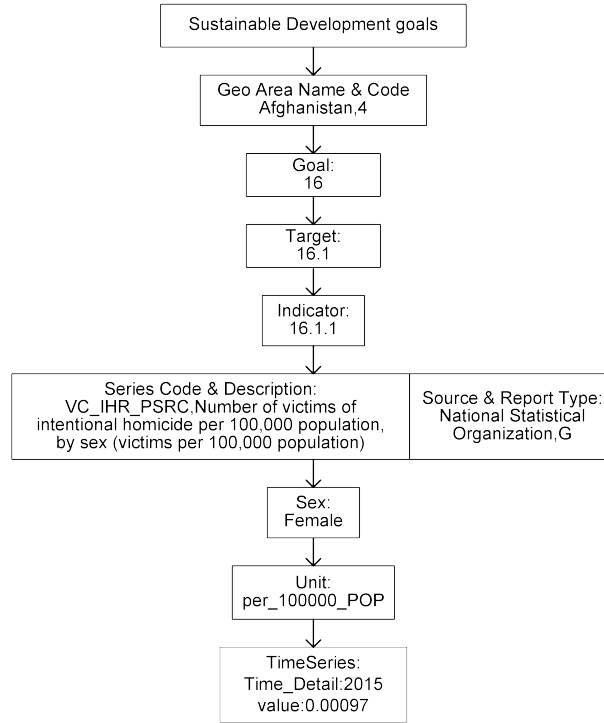 Sustainable Development goals
Geo Area Name & Code
Afghanistan,4
Goal:
16
Target:
16.1
Indicator:
16.1.1
Series Code & Description:
VC_IHR_PSRC,Number of victims of
intentional homicide per 100,000 population,
by sex (victims per 100,000 population)
Source & Report Type:
National Statistical
Organization,G
Sex:
Female
Unit:
per_100000_POP
TimeSeries:
Time_Detail:2015
value:0.00097